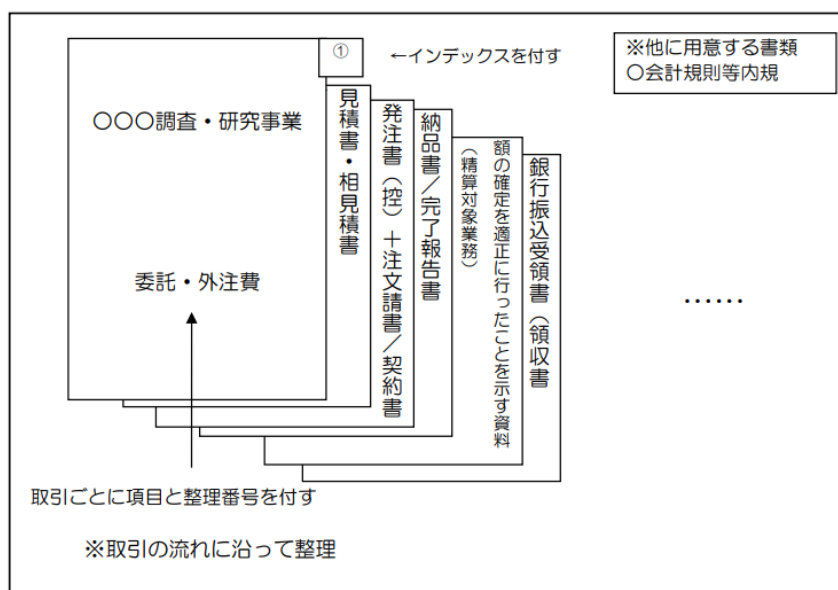 ①
←インデックスを付す
※他に用意する書類
〇会計規則等内規
〇〇〇調査・研究事業
委託・外注費
見積書・相見積書
発注書（控）＋注文請書／契約書
納品書／完了報告書
額の確定を適正に行ったことを示す資料
（精算対象業務）
銀行振込受領書（領収書
……
取引ごとに項目と整理番号を付す
※取引の流れに沿って整理